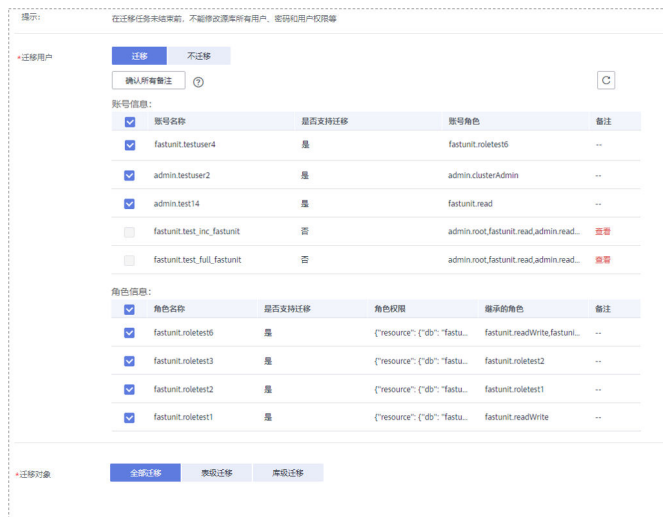 提示： 在迁移任务未结束前，不能修改源库所有用户、密码和用户权限等
*迁移用户 迁移 不迁移
确认所有备注
账号信息：
账号名称 是否支持迁移 账号角色 备注
fastunit.testuser4 是 fastunit.roletest6 --
admin.testuser2 是 admin.clusterAdmin --
admin.test14 是 fastunit.read --
fastunit.test_inc_fastunit 否 admin.root,fastunit.read,admin.read... 查看
fastunit.test_full_fastunit 否 admin.root,fastunit.read,admin.read... 查看
角色信息：
角色名称 是否支持迁移 角色权限 继承的角色 备注
fastunit.roletest6 是 {"resource": {"db": "fastu... fastunit.readWrite,fastuni... --
fastunit.roletest3 是 {"resource": {"db": "fastu... fastunit.roletest2 --
fastunit.roletest2 是 {"resource": {"db": "fastu... fastunit.roletest1 --
fastunit.roletest1 是 {"resource": {"db": "fastu... fastunit.readWrite --
*迁移对象 全部迁移 表级迁移 库级迁移